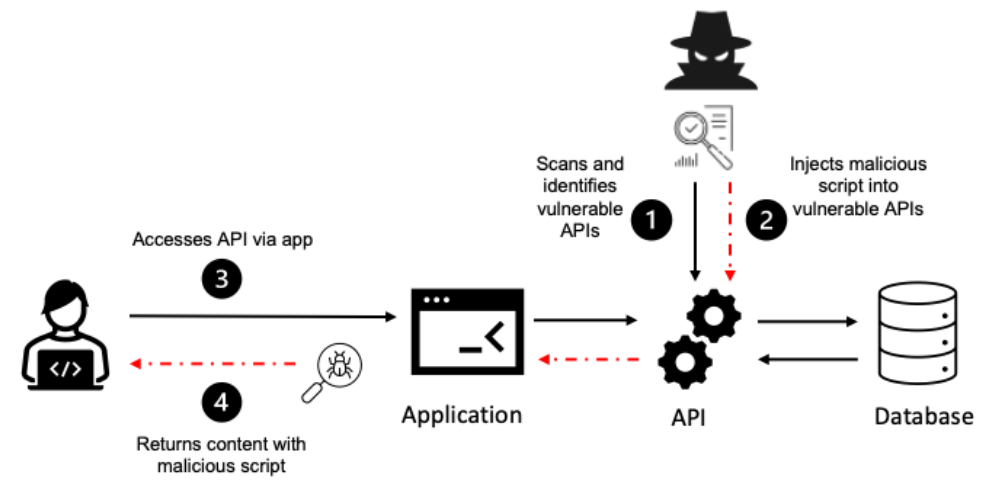 Scans and
identifies
vulnerable
APIs
1
2
Injects malicious
script into
vulnerable APIs
Accesses API via app
3
</>
4
Returns content with
malicious script
Application
API
Database